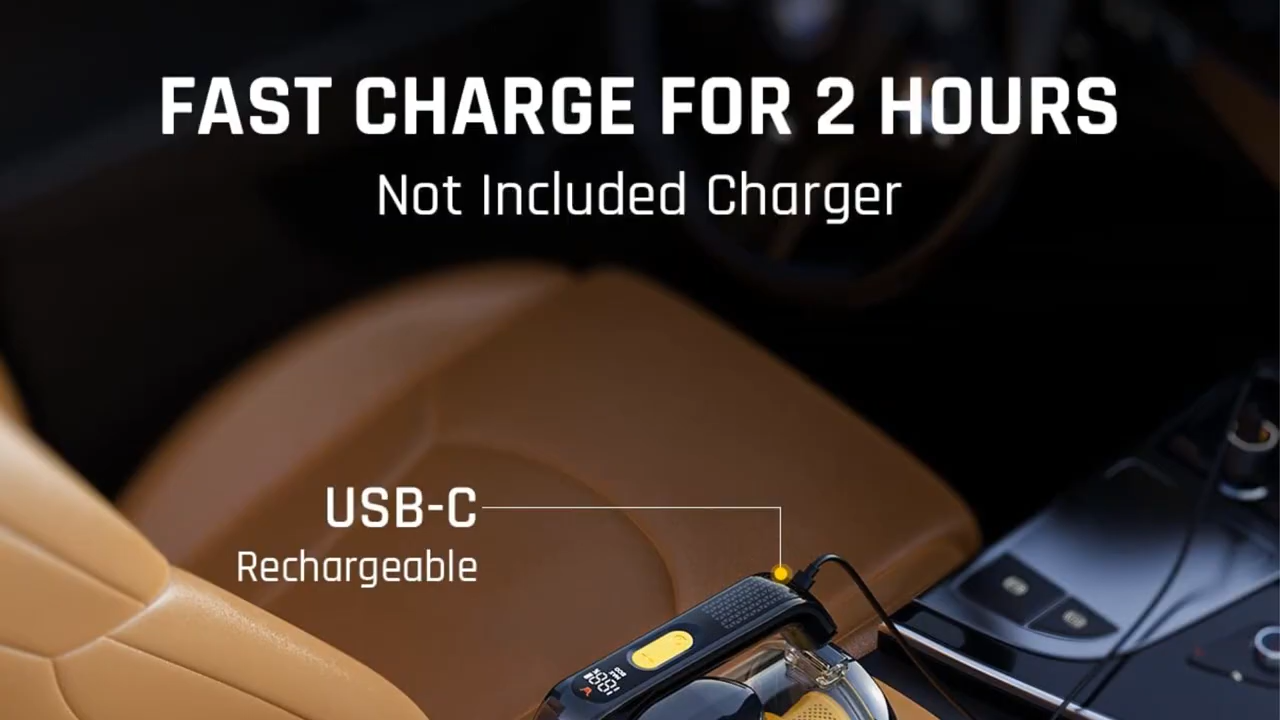 FAST CHARGE FOR 2 HOURS
Not Included Charger
USB-C
Rechargeable